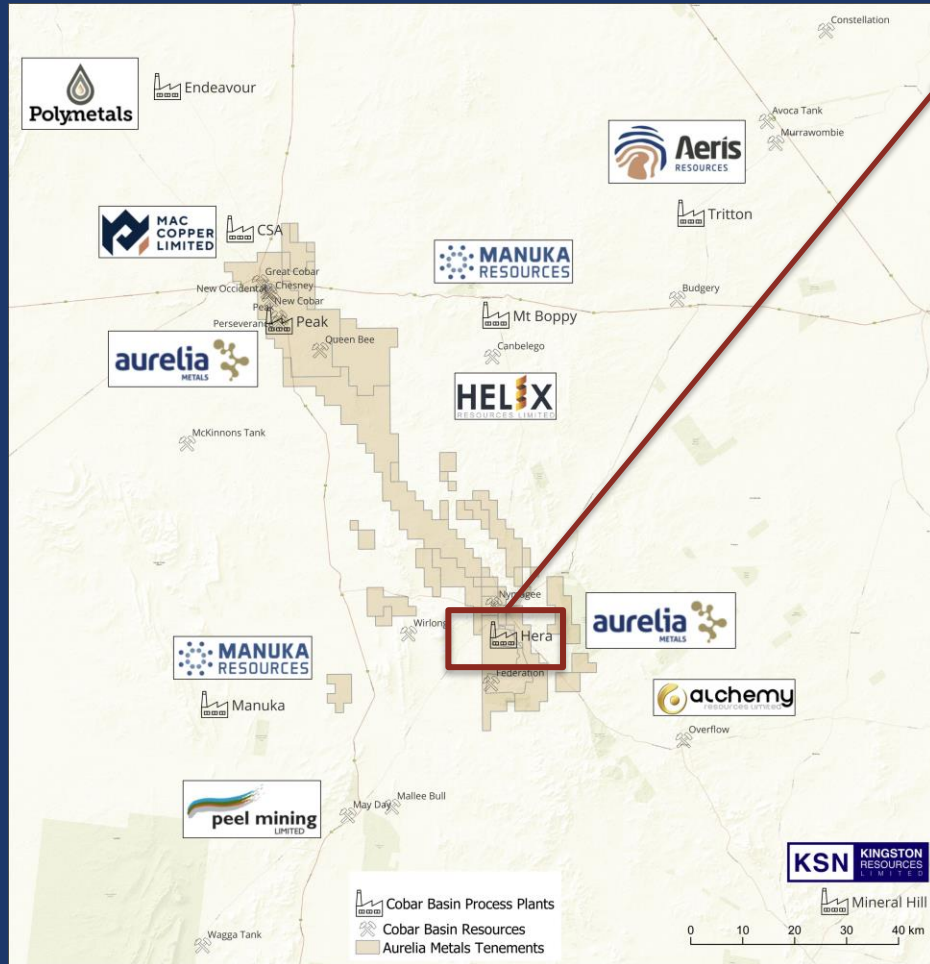 Constellation
Polymetals
Endeavour
Avoca Tank
Murrawombie
Aeris
RESOURCES
MAC
COPPER
LIMITED
CSA
Tritton
MANUKA
RESOURCES
Great Cobar
New Occidental
Chesney
New Cobar
Budgery
Peak
Perseverance
Mt Boppy
Queen Bee
Canbelego
aurelia
METALS
HELIX
RESOURCES LIMITED
McKinnons Tank
Nymagee
Wirlong
Hera
aurelia
METALS
MANUKA
RESOURCES
Federation
Manuka
alchemy
resources limited
Overflow
peel mining
LIMITED
May Day
Mallee Bull
KSN
KINGSTON
RESOURCES
LIMITED
Mineral Hill
Cobar Basin Process Plants
Cobar Basin Resources
Aurelia Metals Tenements
Wagga Tank
0 10 20 30 40 km